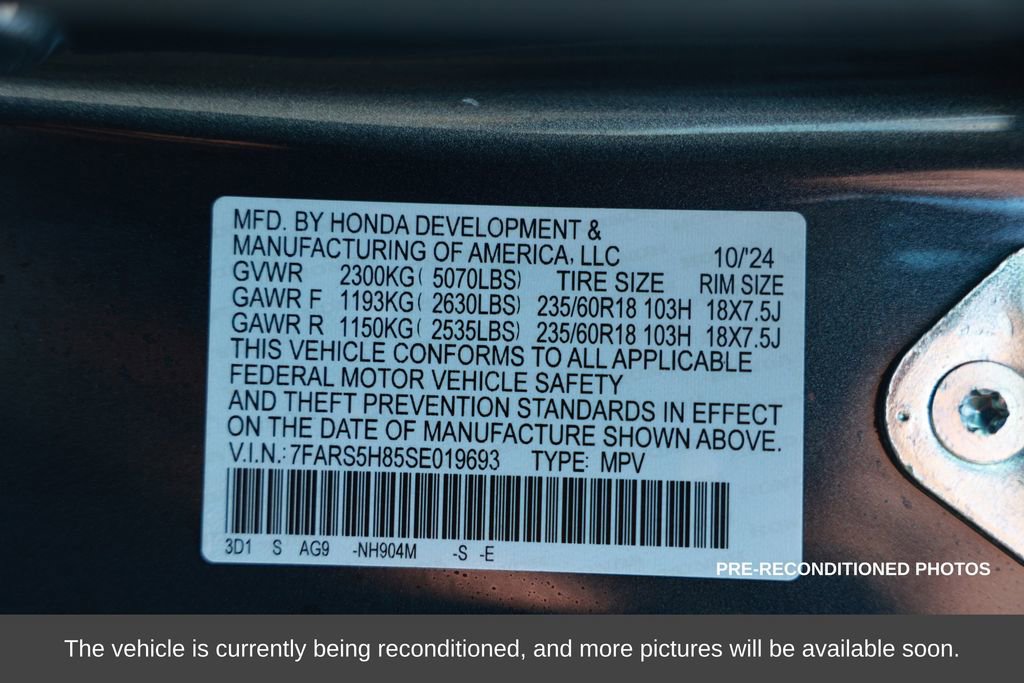 MFD. BY HONDA DEVELOPMENT &
MANUFACTURING OF AMERICA, LLC 10/'24
GVWR 2300KG( 5070LBS) TIRE SIZE RIM SIZE
GAWR F 1193KG( 2630LBS) 235/60R18 103H 18X7.5J
GAWR R 1150KG( 2535LBS) 235/60R18 103H 18X7.5J
THIS VEHICLE CONFORMS TO ALL APPLICABLE
FEDERAL MOTOR VEHICLE SAFETY
AND THEFT PREVENTION STANDARDS IN EFFECT
ON THE DATE OF MANUFACTURE SHOWN ABOVE.
V.I.N.: 7FARS5H85SE019693 TYPE: MPV
3D1 S AG9 -NH904M -S -E
PRE-RECONDITIONED PHOTOS
The vehicle is currently being reconditioned, and more pictures will be available soon.